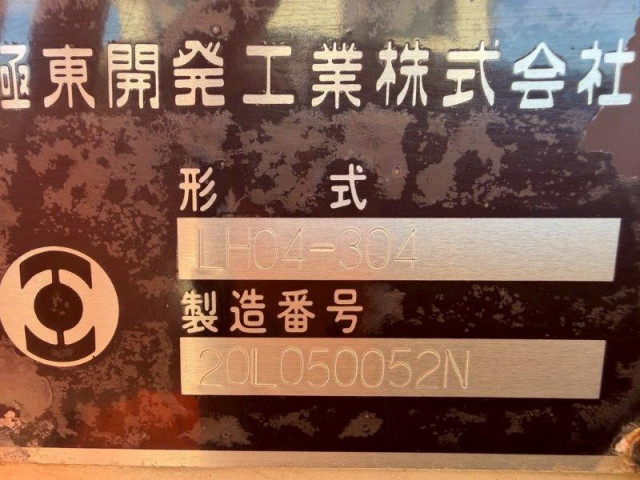 極東開発工業株式会社
形 式
LH04-304
製造番号
20L050052N